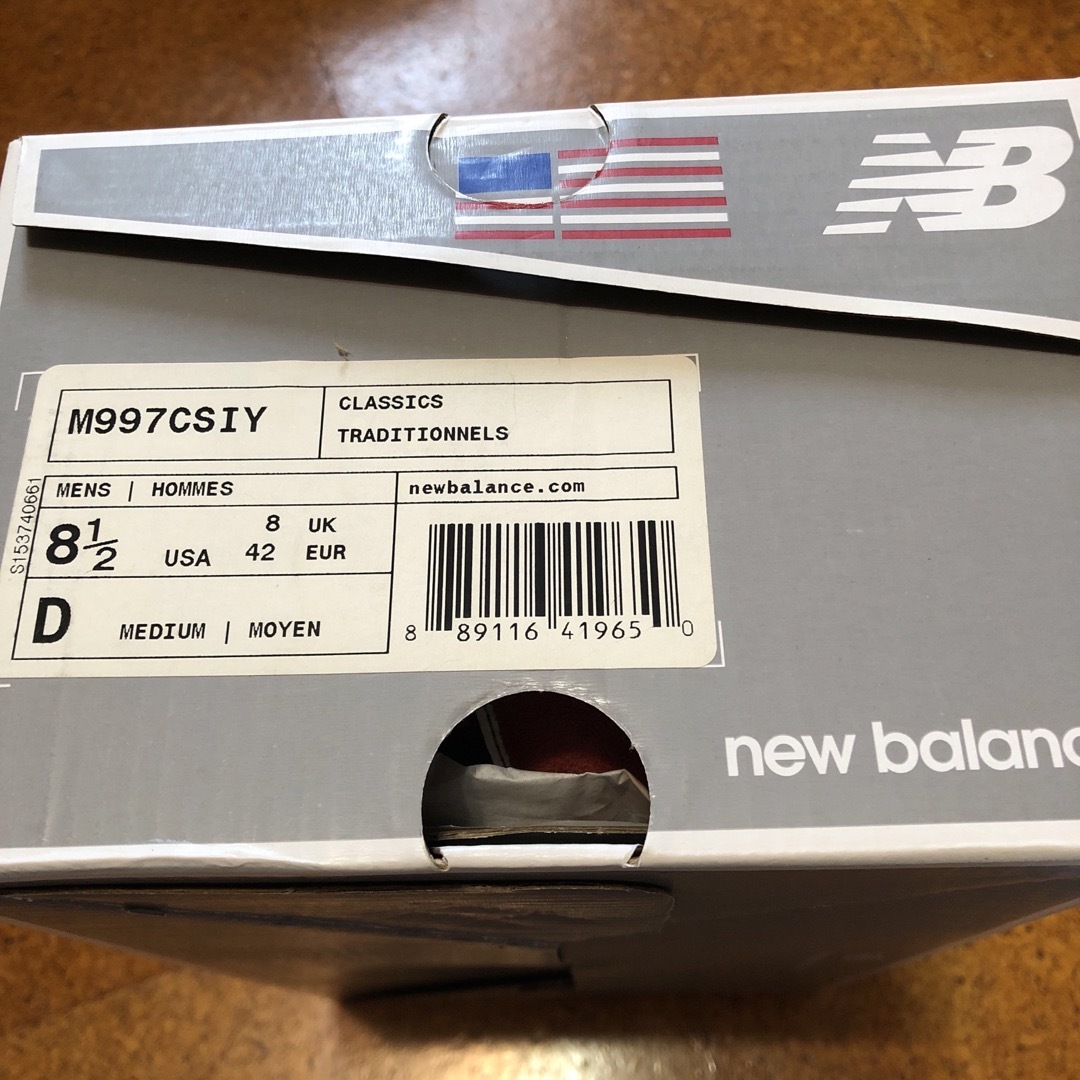 NB
M997CSIY
CLASSICS
TRADITIONNELS
S153740661
MENS | HOMMES
newbalance.com
8½ USA
8 UK
42 EUR
D
MEDIUM | MOYEN
8 89116 41965 0
new balanc